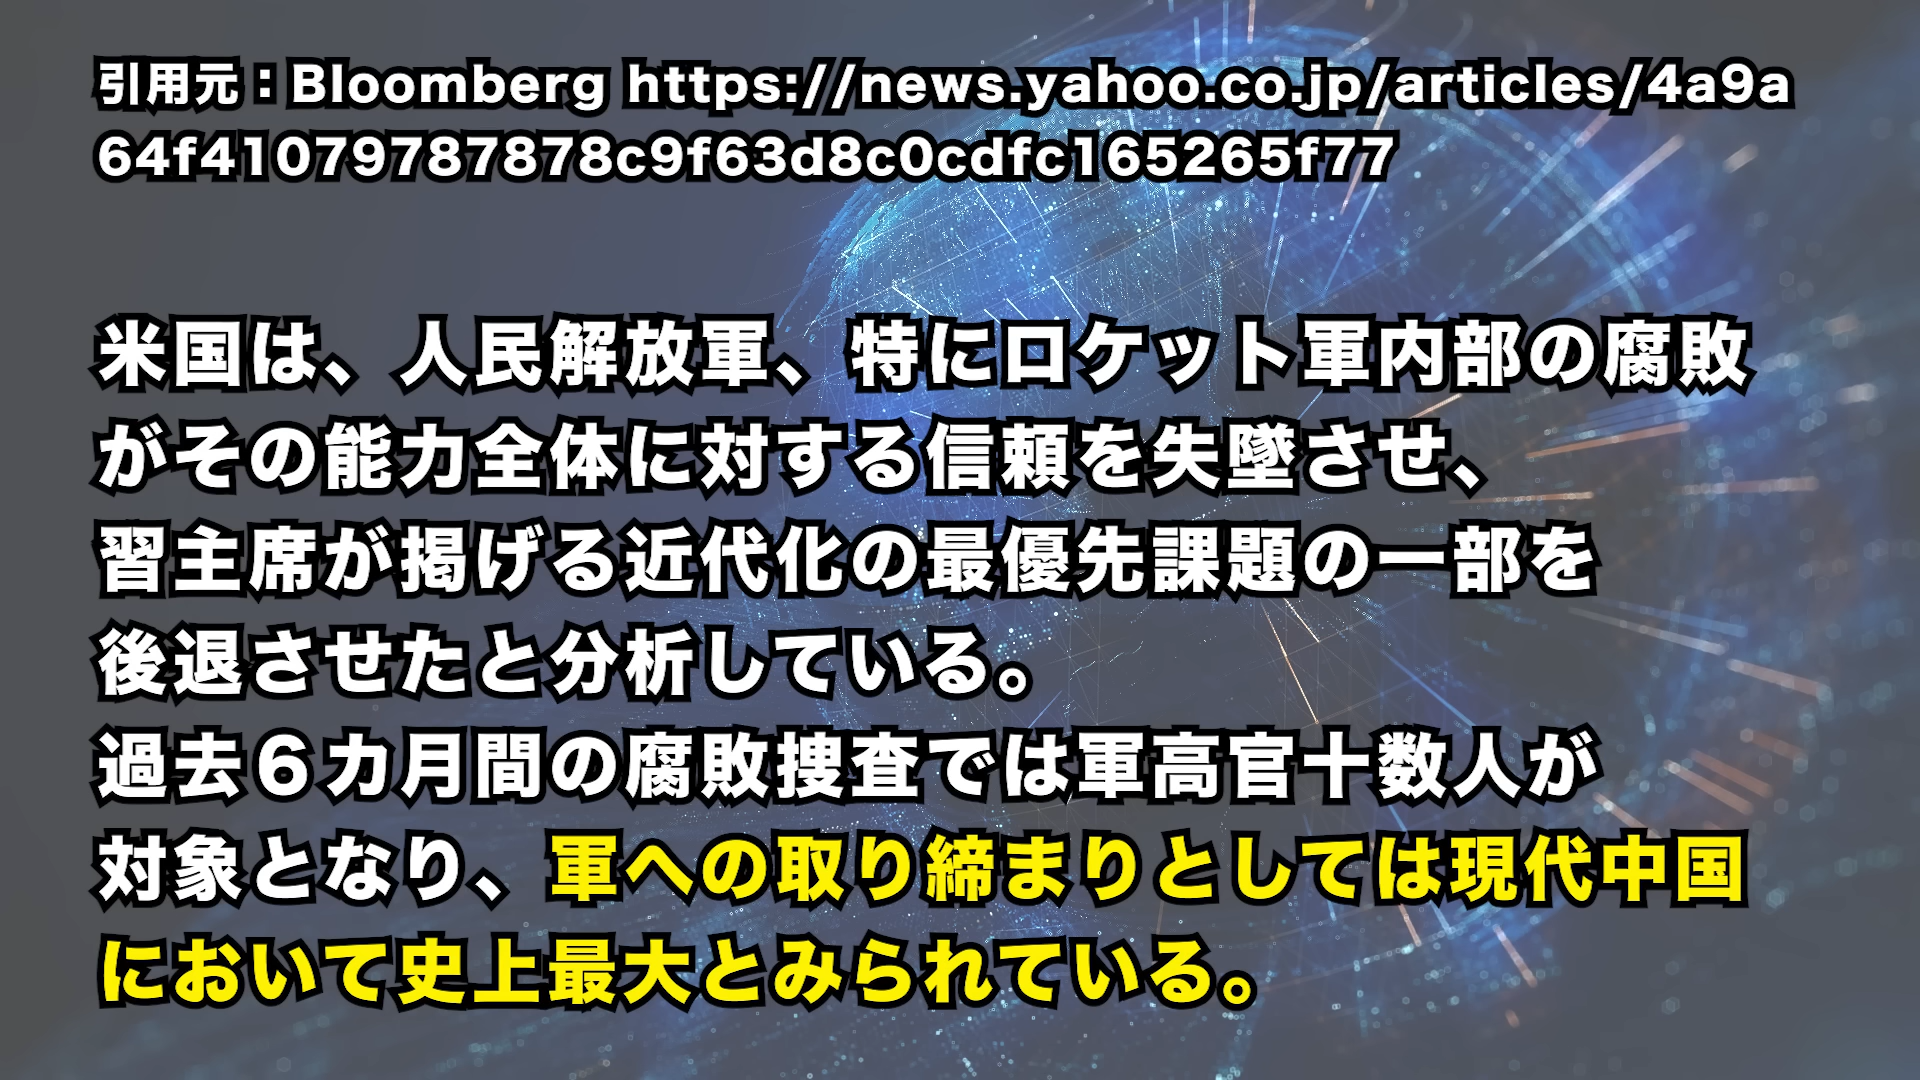 引用元：Bloomberg https://news.yahoo.co.jp/articles/4a9a
64f41079787878c9f63d8c0cdfc165265f77
米国は、人民解放軍、特にロケット軍内部の腐敗
がその能力全体に対する信頼を失墜させ、
習主席が掲げる近代化の最優先課題の一部を
後退させたと分析している。
過去６カ月間の腐敗捜査では軍高官十数人が
対象となり、軍への取り締まりとしては現代中国
において史上最大とみられている。